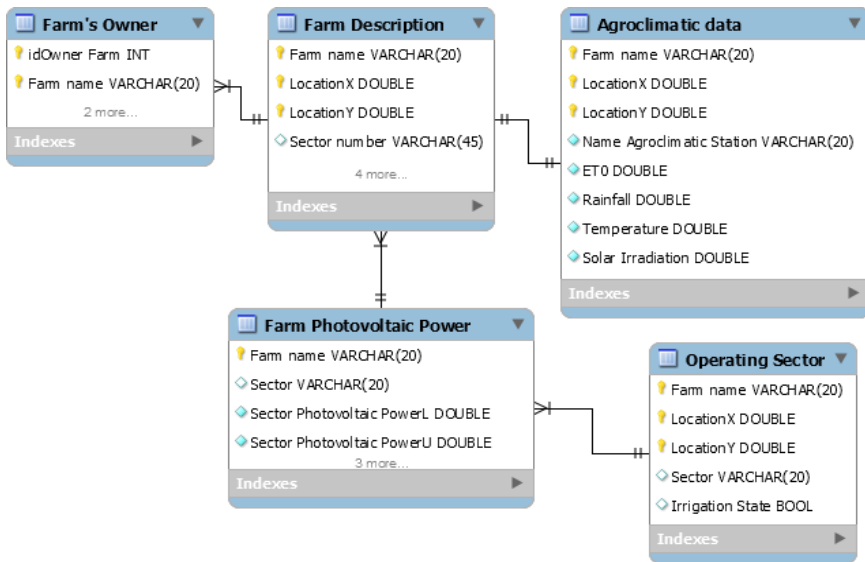 Farm's Owner
idOwner Farm INT
Farm name VARCHAR(20)
2 more...
Indexes
Farm Description
Farm name VARCHAR(20)
LocationX DOUBLE
LocationY DOUBLE
Sector number VARCHAR(45)
4 more...
Indexes
Agroclimatic data
Farm name VARCHAR(20)
LocationX DOUBLE
LocationY DOUBLE
Name Agroclimatic Station VARCHAR(20)
ET0 DOUBLE
Rainfall DOUBLE
Temperature DOUBLE
Solar Irradiation DOUBLE
Indexes
Farm Photovoltaic Power
Farm name VARCHAR(20)
Sector VARCHAR(20)
Sector Photovoltaic PowerL DOUBLE
Sector Photovoltaic PowerU DOUBLE
3 more...
Indexes
Operating Sector
Farm name VARCHAR(20)
LocationX DOUBLE
LocationY DOUBLE
Sector VARCHAR(20)
Irrigation State BOOL
Indexes